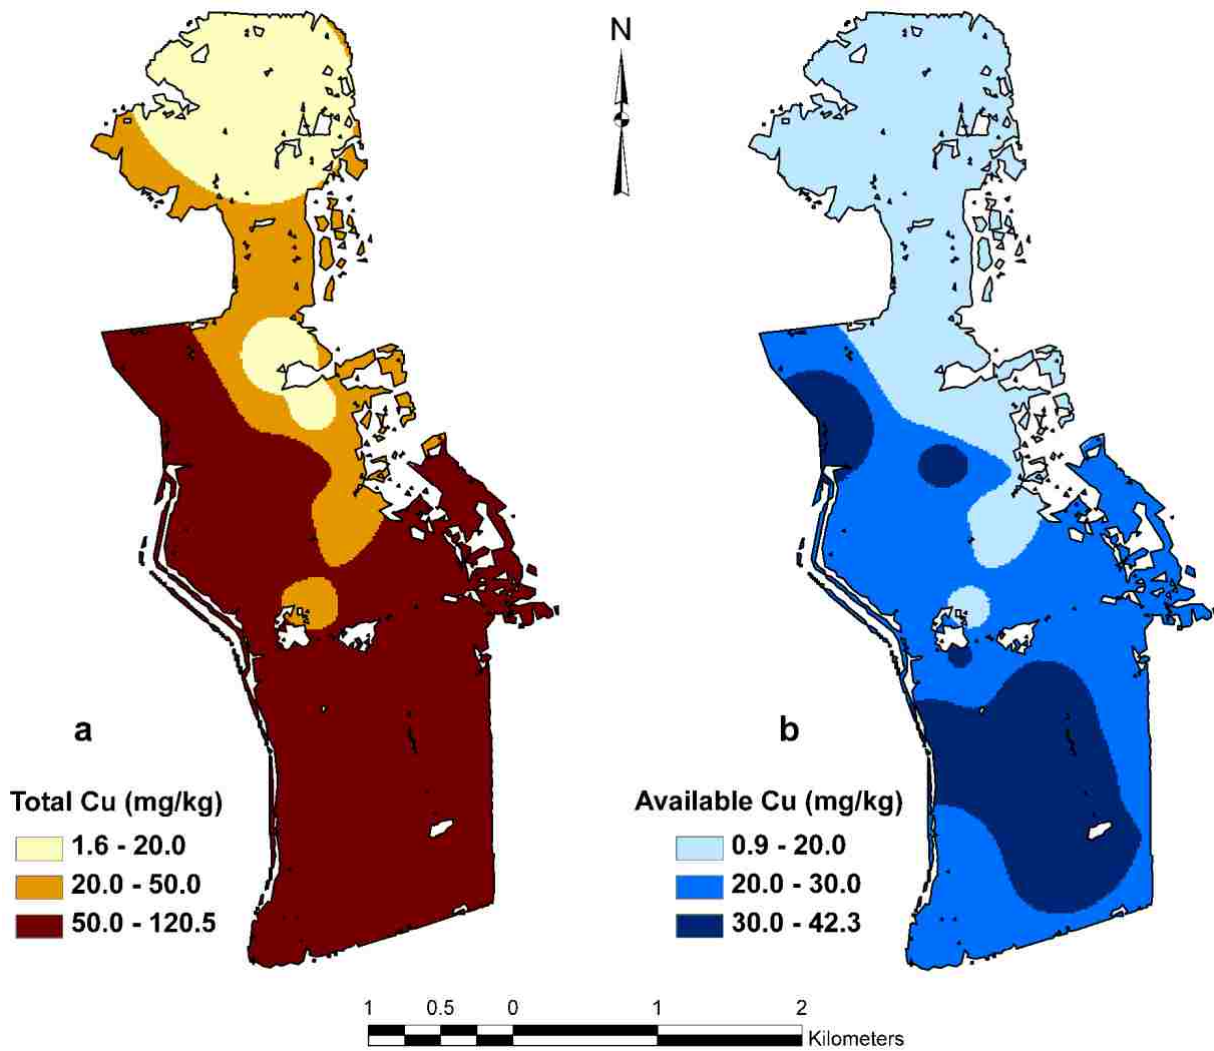 N
a
b
Total Cu (mg/kg)
1.6 - 20.0
20.0 - 50.0
50.0 - 120.5
Available Cu (mg/kg)
0.9 - 20.0
20.0 - 30.0
30.0 - 42.3
1 0.5 0 1 2
Kilometers